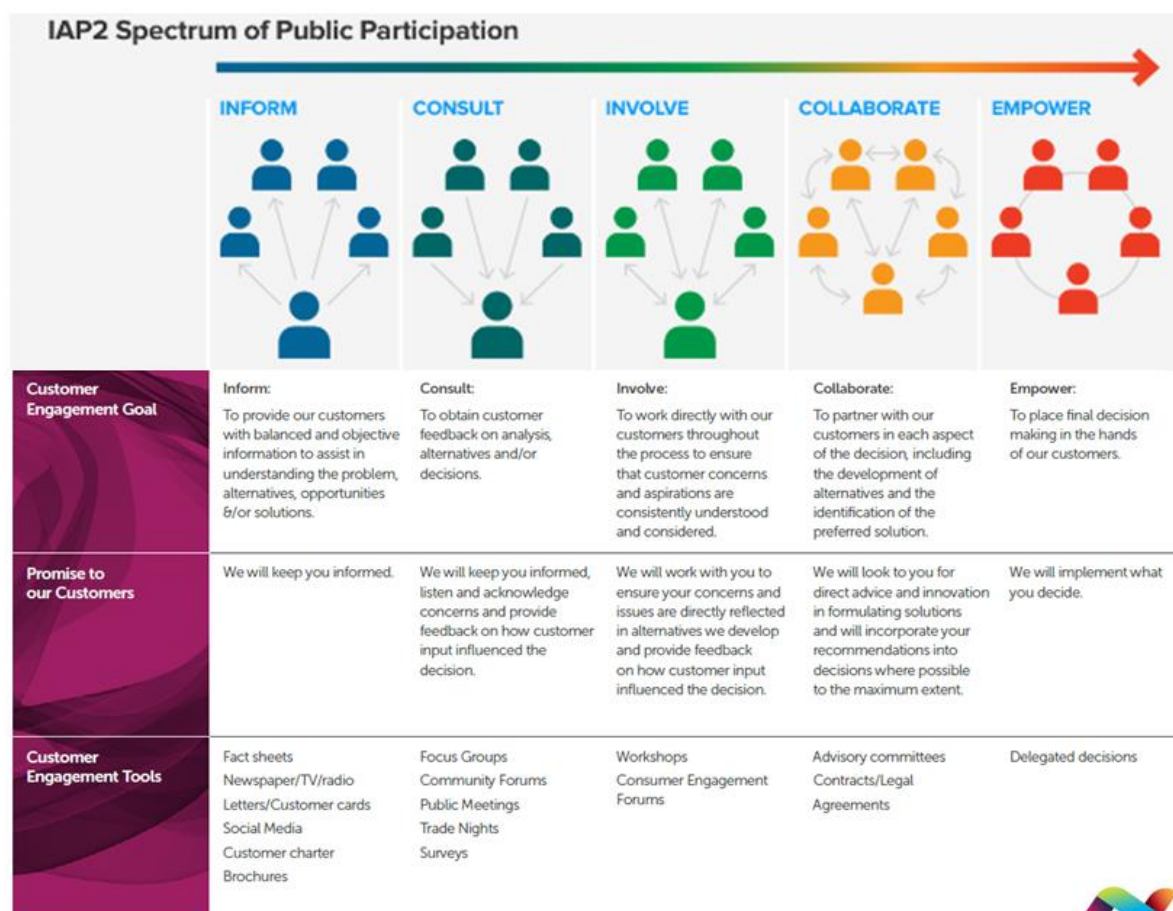 IAP2 Spectrum of Public Participation
INFORM
CONSULT
INVOLVE
COLLABORATE
EMPOWER
Customer
Engagement Goal
Inform:
To provide our customers
with balanced and objective
information to assist in
understanding the problem,
alternatives, opportunities
&/or solutions.
Consult:
To obtain customer
feedback on analysis,
alternatives and/or
decisions.
Involve:
To work directly with our
customers throughout
the process to ensure
that customer concerns
and aspirations are
consistently understood
and considered.
Collaborate:
To partner with our
customers in each aspect
of the decision, including
the development of
alternatives and the
identification of the
preferred solution.
Empower:
To place final decision
making in the hands
of our customers.
Promise to
our Customers
We will keep you informed.
We will keep you informed,
listen and acknowledge
concerns and provide
feedback on how customer
input influenced the
decision.
We will work with you to
ensure your concerns and
issues are directly reflected
in alternatives we develop
and provide feedback
on how customer input
influenced the decision.
We will look to you for
direct advice and innovation
in formulating solutions
and will incorporate your
recommendations into
decisions where possible
to the maximum extent.
We will implement what
you decide.
Customer
Engagement Tools
Fact sheets
Newspaper/TV/radio
Letters/Customer cards
Social Media
Customer charter
Brochures
Focus Groups
Community Forums
Public Meetings
Trade Nights
Surveys
Workshops
Consumer Engagement
Forums
Advisory committees
Contracts/Legal
Agreements
Delegated decisions